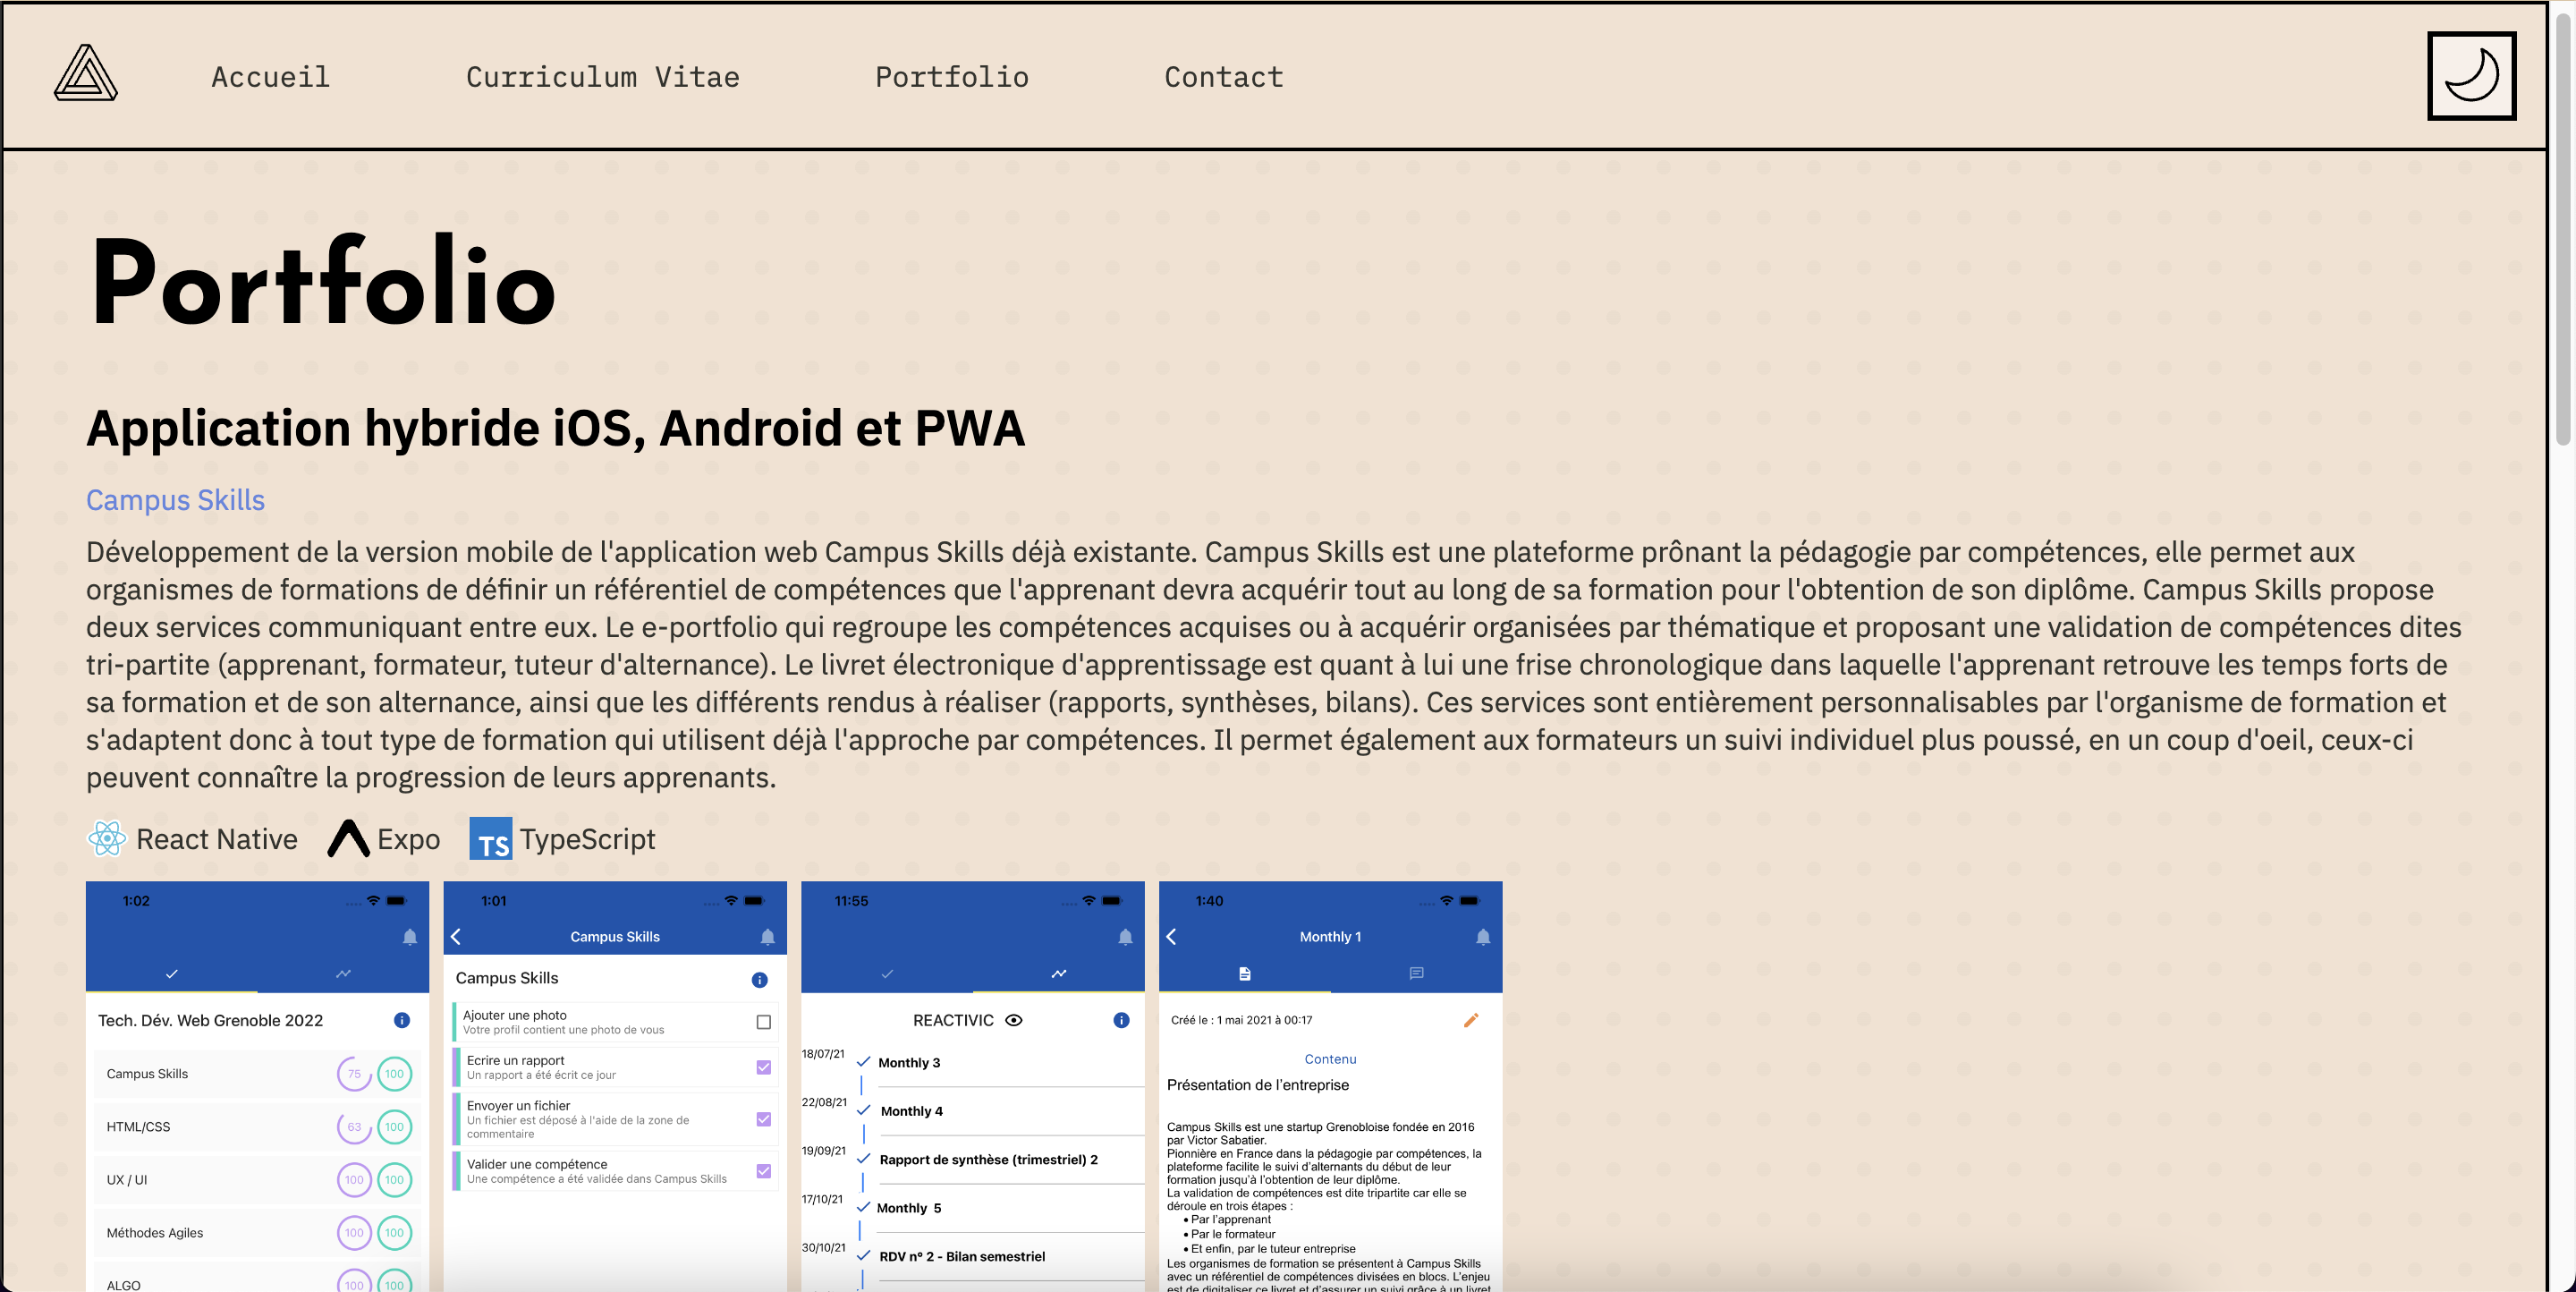 Accueil Curriculum Vitae Portfolio Contact
Portfolio
Application hybride iOS, Android et PWA
Campus Skills
Développement de la version mobile de l'application web Campus Skills déjà existante. Campus Skills est une plateforme prônant la pédagogie par compétences, elle permet aux
organismes de formations de définir un référentiel de compétences que l'apprenant devra acquérir tout au long de sa formation pour l'obtention de son diplôme. Campus Skills propose
deux services communiquant entre eux. Le e-portfolio qui regroupe les compétences acquises ou à acquérir organisées par thématique et proposant une validation de compétences dites
tri-partite (apprenant, formateur, tuteur d'alternance). Le livret électronique d'apprentissage est quant à lui une frise chronologique dans laquelle l'apprenant retrouve les temps forts de
sa formation et de son alternance, ainsi que les différents rendus à réaliser (rapports, synthèses, bilans). Ces services sont entièrement personnalisables par l'organisme de formation et
s'adaptent donc à tout type de formation qui utilisent déjà l'approche par compétences. Il permet également aux formateurs un suivi individuel plus poussé, en un coup d'oeil, ceux-ci
peuvent connaître la progression de leurs apprenants.
React Native Expo TS TypeScript
1:02
Tech. Dév. Web Grenoble 2022
Campus Skills 75 100
HTML/CSS 63 100
UX / UI 100 100
Méthodes Agiles 100 100
ALGO 100 100
1:01
Campus Skills
Campus Skills
Ajouter une photo
Votre profil contient une photo de vous
Ecrire un rapport
Un rapport a été écrit ce jour
Envoyer un fichier
Un fichier est déposé à l'aide de la zone de
commentaire
Valider une compétence
Une compétence a été validée dans Campus Skills
11:55
REACTIVIC
18/07/21 Monthly 3
22/08/21 Monthly 4
19/09/21 Rapport de synthèse (trimestriel) 2
17/10/21 Monthly 5
30/10/21 RDV n° 2 - Bilan semestriel
1:40
Monthly 1
Créé le : 1 mai 2021 à 00:17
Contenu
Présentation de l'entreprise
Campus Skills est une startup Grenobloise fondée en 2016
par Victor Sabatier.
Pionnière en France dans la pédagogie par compétences, la
plateforme facilite le suivi d'alternants du début de leur
formation jusqu'à l'obtention de leur diplôme.
La validation de compétences est dite tripartite car elle se
déroule en trois étapes :
• Par l'apprenant
• Par le formateur
• Et enfin, par le tuteur entreprise
Les organismes de formation se présentent à Campus Skills
avec un référentiel de compétences divisées en blocs. L'enjeu
est de digitaliser ce livret et d'assurer un suivi grâce à un livret